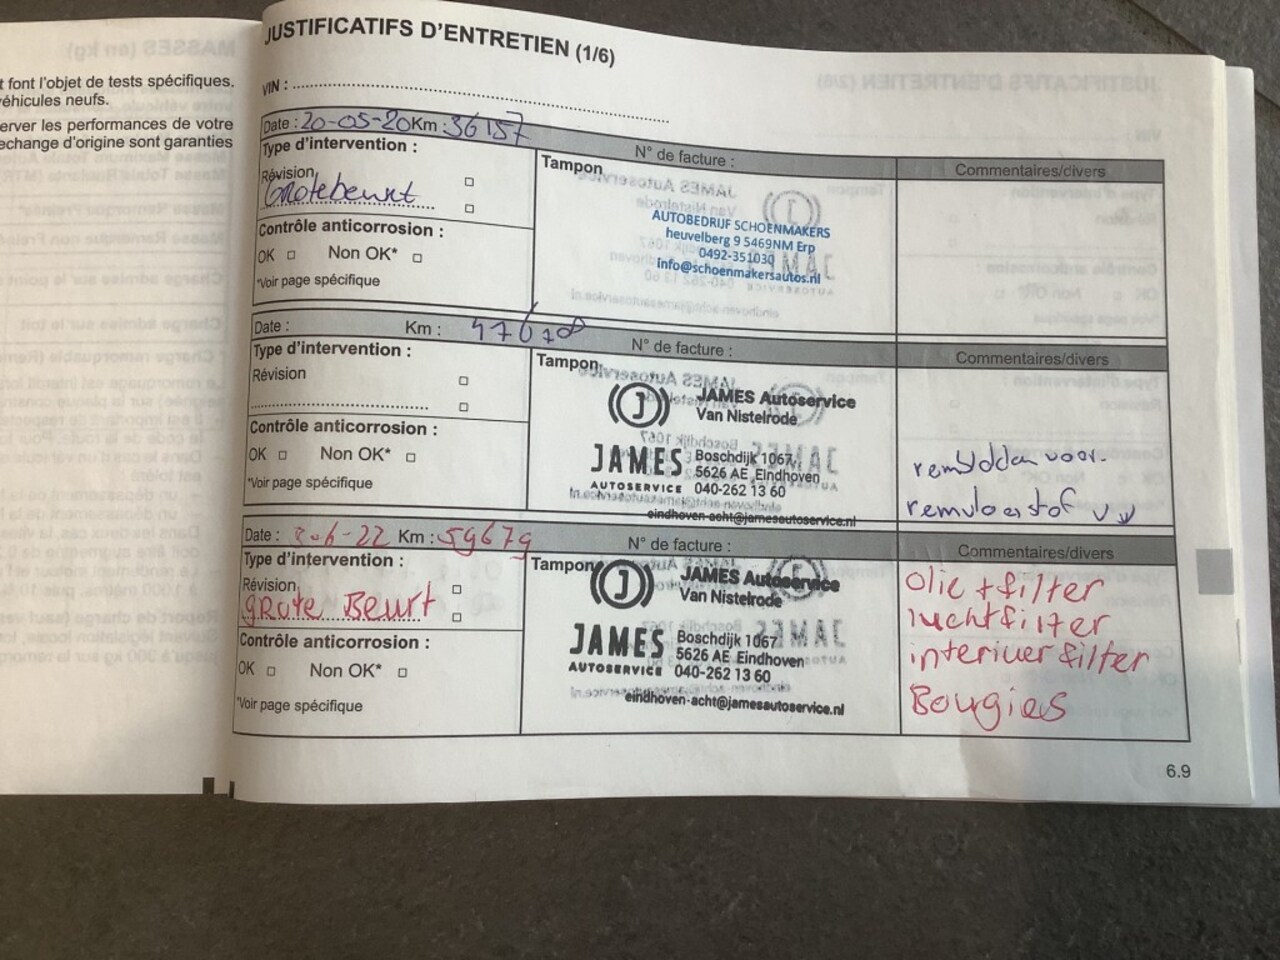 t font l'objet de tests spécifiques.
éhicules neufs.
erver les performances de votre
echange d'origine sont garanties
JUSTIFICATIFS D'ENTRETIEN (1/6)
VIN :
Date : 20-05-20 Km : 36157
Type d'intervention :
N° de facture :
Commentaires/divers
Révision
Grote beurt
Tampon
AUTOBEDRIJF SCHOENMAKERS
heuvelberg 9 5469NM Erp
0492-351030
info@schoenmakersautos.nl
Contrôle anticorrosion :
OK □ Non OK* □
*Voir page spécifique
Date : Km : 47678
Type d'intervention :
N° de facture :
Commentaires/divers
Révision
Tampon
JAMES Autoservice
Van Nistelrode
JAMES
AUTOSERVICE
Boschdijk 1067
5626 AE Eindhoven
040-262 13 60
eindhoven-acht@jamesautoservice.nl
Contrôle anticorrosion :
OK □ Non OK* □
*Voir page spécifique
voor.
Date : Km : 59679
Type d'intervention :
N° de facture :
Commentaires/divers
Révision
grote Beurt
Tampon
JAMES Autoservice
Van Nistelrode
JAMES
AUTOSERVICE
Boschdijk 1067
5626 AE Eindhoven
040-262 13 60
eindhoven-acht@jamesautoservice.nl
Contrôle anticorrosion :
OK □ Non OK* □
*Voir page spécifique
Olie + filter
luchtfilter
interiuerfilter
Bougies
6.9